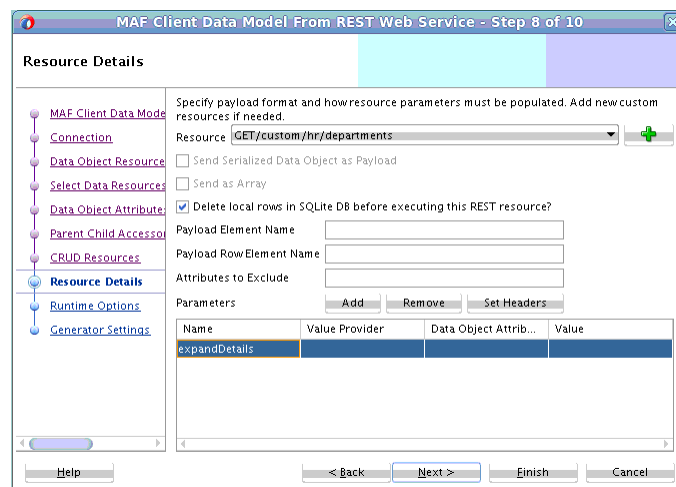 MAF Client Data Model From REST Web Service - Step 8 of 10
Resource Details
MAF Client Data Mode
Connection
Data Object Resource
Select Data Resources
Data Object Attribute:
Parent Child Accessor
CRUD Resources
Resource Details
Runtime Options
Generator Settings
Specify payload format and how resource parameters must be populated. Add new custom
resources if needed.
Resource GET/custom/hr/departments
Send Serialized Data Object as Payload
Send as Array
Delete local rows in SQLite DB before executing this REST resource?
Payload Element Name
Payload Row Element Name
Attributes to Exclude
Parameters Add Remove Set Headers
Name Value Provider Data Object Attrib... Value
expandDetails
Help < Back Next > Finish Cancel